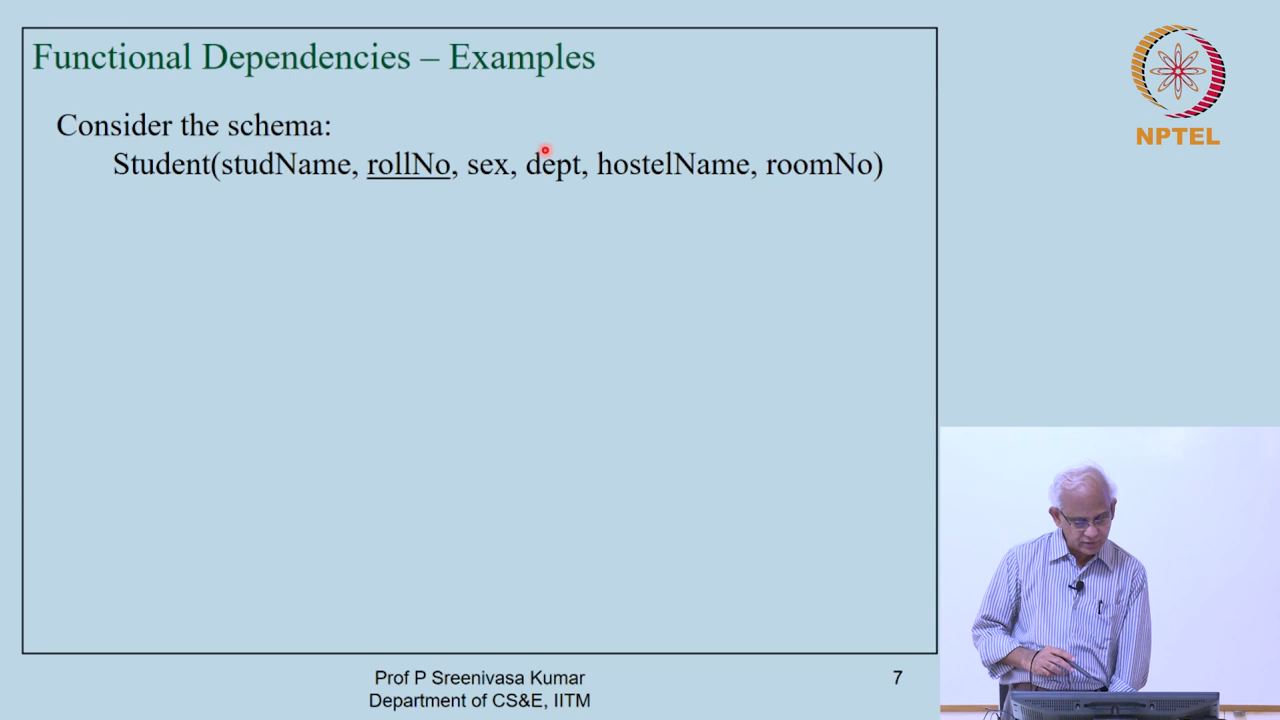 Functional Dependencies – Examples
Consider the schema:
Student(studName, rollNo, sex, dept, hostelName, roomNo)
NPTEL
Prof P Sreenivasa Kumar
Department of CS&E, IITM
7